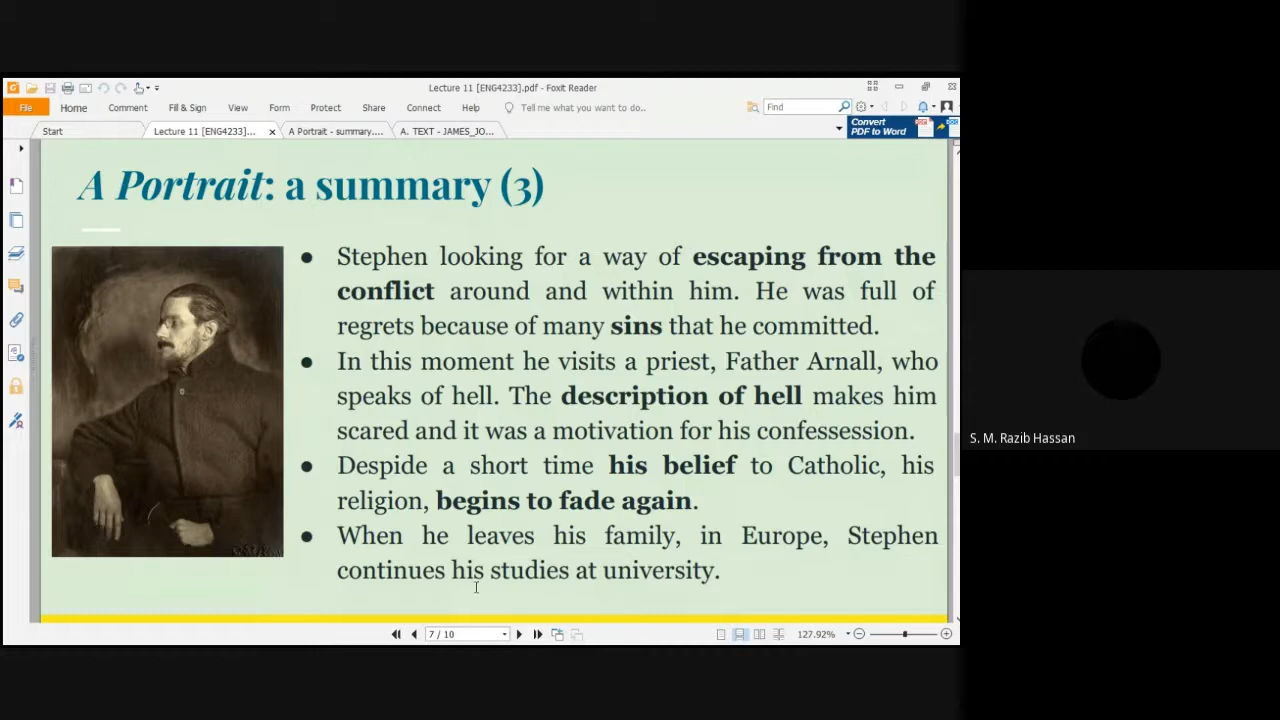 Lecture 11 [ENG4233].pdf - Foxit Reader
File Home Comment Fill & Sign View Form Protect Share Connect Help Tell me what you want to do.. Find
Start Lecture 11 [ENG4233]... A Portrait - summary.... A. TEXT - JAMES_JO... Convert
PDF to Word
A Portrait: a summary (3)
● Stephen looking for a way of escaping from the
conflict around and within him. He was full of
regrets because of many sins that he committed.
● In this moment he visits a priest, Father Arnall, who
speaks of hell. The description of hell makes him
scared and it was a motivation for his confessession.
● Despide a short time his belief to Catholic, his
religion, begins to fade again.
● When he leaves his family, in Europe, Stephen
continues his studies at university.
S. M. Razib Hassan
7 / 10 127.92%